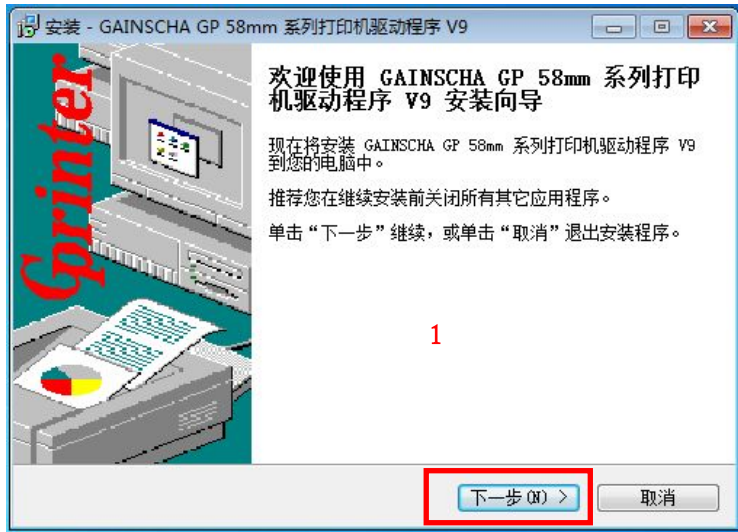 安装 - GAINSCHA GP 58mm 系列打印机驱动程序 V9
Gprinter
欢迎使用 GAINSCHA GP 58mm 系列打印
机驱动程序 V9 安装向导
现在将安装 GAINSCHA GP 58mm 系列打印机驱动程序 V9
到您的电脑中。
推荐您在继续安装前关闭所有其它应用程序。
单击“下一步”继续，或单击“取消”退出安装程序。
1
下一步(N) >
取消